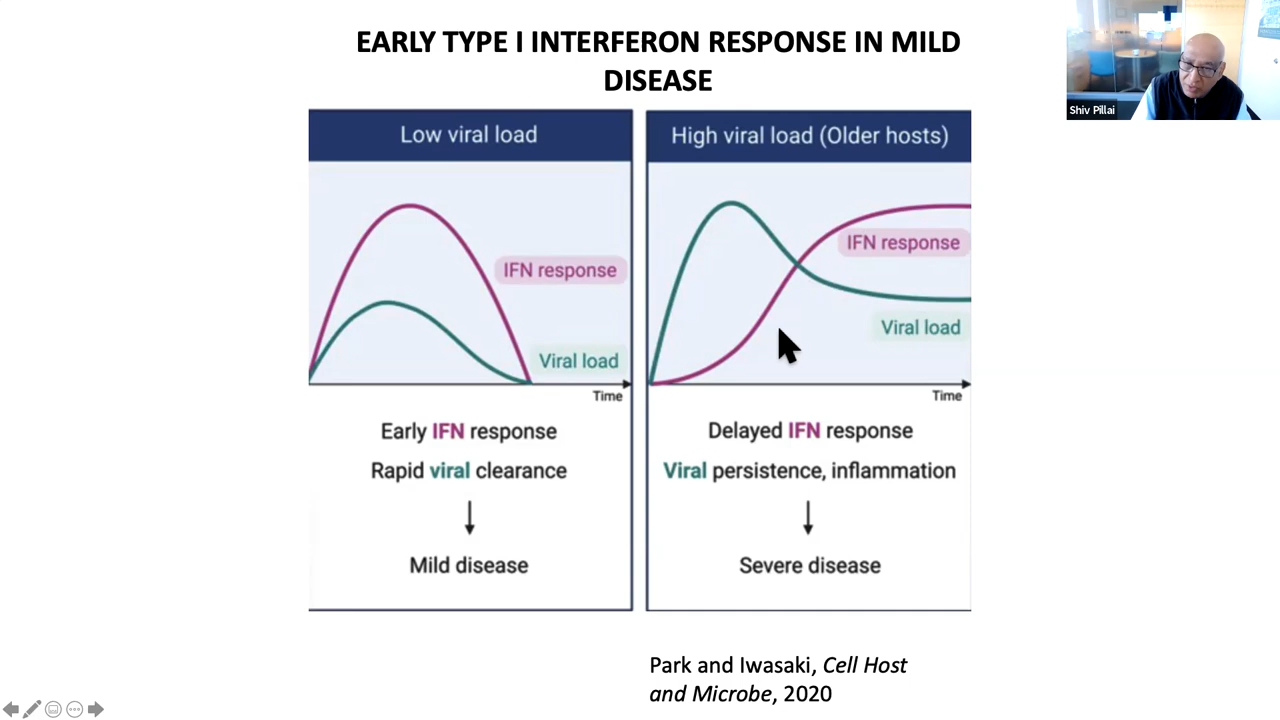 EARLY TYPE I INTERFERON RESPONSE IN MILD
DISEASE
Shiv Pillai
Low viral load
IFN response
Viral load
Time
Early IFN response
Rapid viral clearance
Mild disease
High viral load (Older hosts)
IFN response
Viral load
Time
Delayed IFN response
Viral persistence, inflammation
Severe disease
Park and Iwasaki, Cell Host
and Microbe, 2020